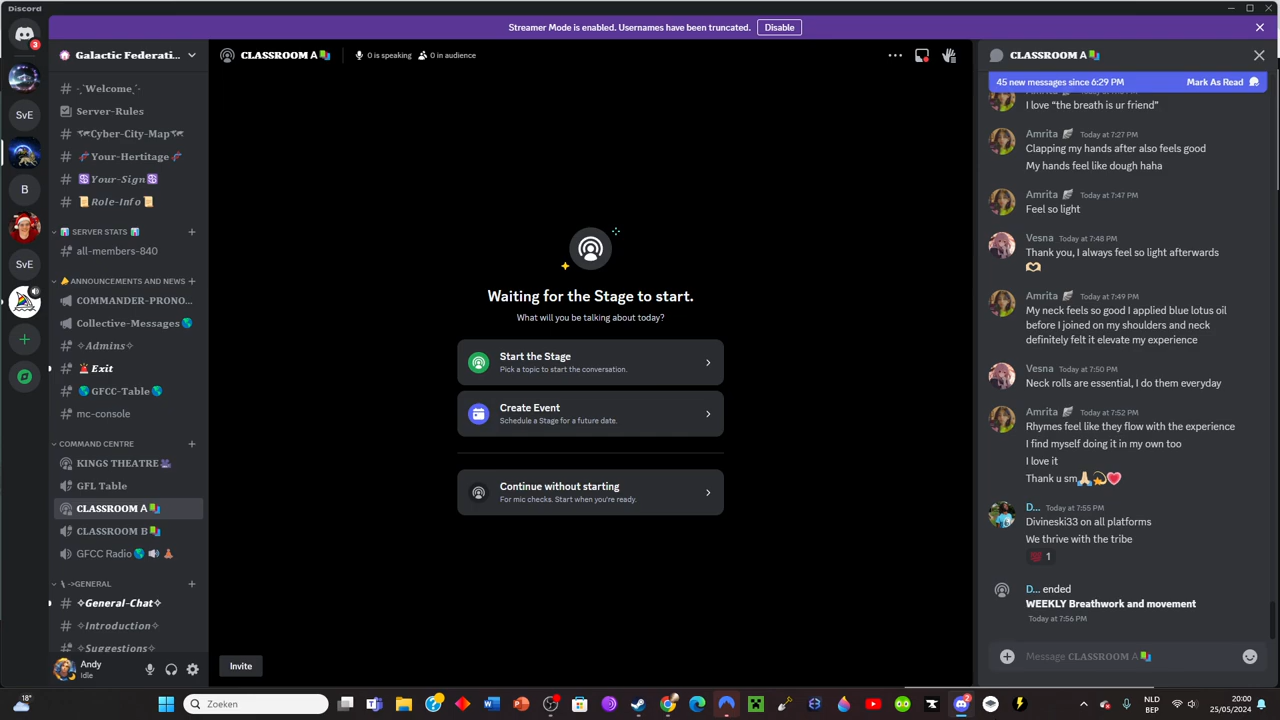 Discord
Streamer Mode is enabled. Usernames have been truncated.
Disable
3
Galactic Federati...
CLASSROOM A
0 is speaking
0 in audience
CLASSROOM A
Welcome
Server-Rules
Cyber-City-Map
Your-Hertitage
Your-Sign
Role-Info
SERVER STATS
all-members-840
ANNOUNCEMENTS AND NEWS
COMMANDER-PRONO...
Collective-Messages
✧Admins✧
Exit
GFCC-Table
mc-console
COMMAND CENTRE
KINGS THEATRE
GFL Table
CLASSROOM A
CLASSROOM B
GFCC Radio
->GENERAL
✧General-Chat✧
✧Introduction✧
✧Suggestions✧
SvE
B
SvE
Andy
Idle
Waiting for the Stage to start.
What will you be talking about today?
Start the Stage
Pick a topic to start the conversation.
Create Event
Schedule a Stage for a future date.
Continue without starting
For mic checks. Start when you're ready.
Invite
45 new messages since 6:29 PM
Mark As Read
I love “the breath is ur friend”
Amrita Today at 7:27 PM
Clapping my hands after also feels good
My hands feel like dough haha
Amrita Today at 7:47 PM
Feel so light
Vesna Today at 7:48 PM
Thank you, I always feel so light afterwards
Amrita Today at 7:49 PM
My neck feels so good I applied blue lotus oil
before I joined on my shoulders and neck
definitely felt it elevate my experience
Vesna Today at 7:50 PM
Neck rolls are essential, I do them everyday
Amrita Today at 7:52 PM
Rhymes feel like they flow with the experience
I find myself doing it in my own too
I love it
Thank u sm
D... Today at 7:55 PM
Divineski33 on all platforms
We thrive with the tribe
1
D... ended
WEEKLY Breathwork and movement
Today at 7:56 PM
Message CLASSROOM A
18°
Zoeken
NLD
BEP
20:00
25/05/2024